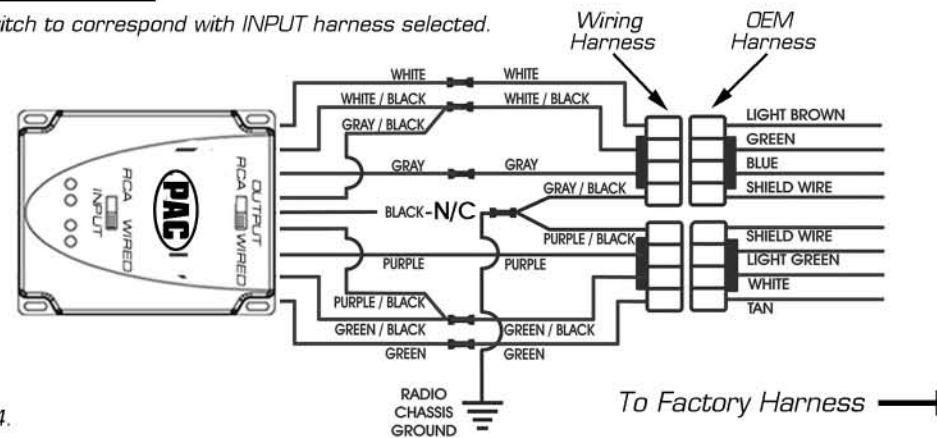 itch to correspond with INPUT harness selected.
Wiring Harness
OEM Harness
WHITE WHITE
WHITE / BLACK WHITE / BLACK
GRAY / BLACK
GRAY GRAY
GRAY / BLACK
BLACK-N/C
PURPLE / BLACK
PURPLE PURPLE
PURPLE / BLACK
GREEN / BLACK GREEN / BLACK
GREEN GREEN
LIGHT BROWN
GREEN
BLUE
SHIELD WIRE
SHIELD WIRE
LIGHT GREEN
WHITE
TAN
RCA WIRED
INPUT
PAC
OUTPUT
RCA WIRED
RADIO
CHASSIS
GROUND
To Factory Harness
4.